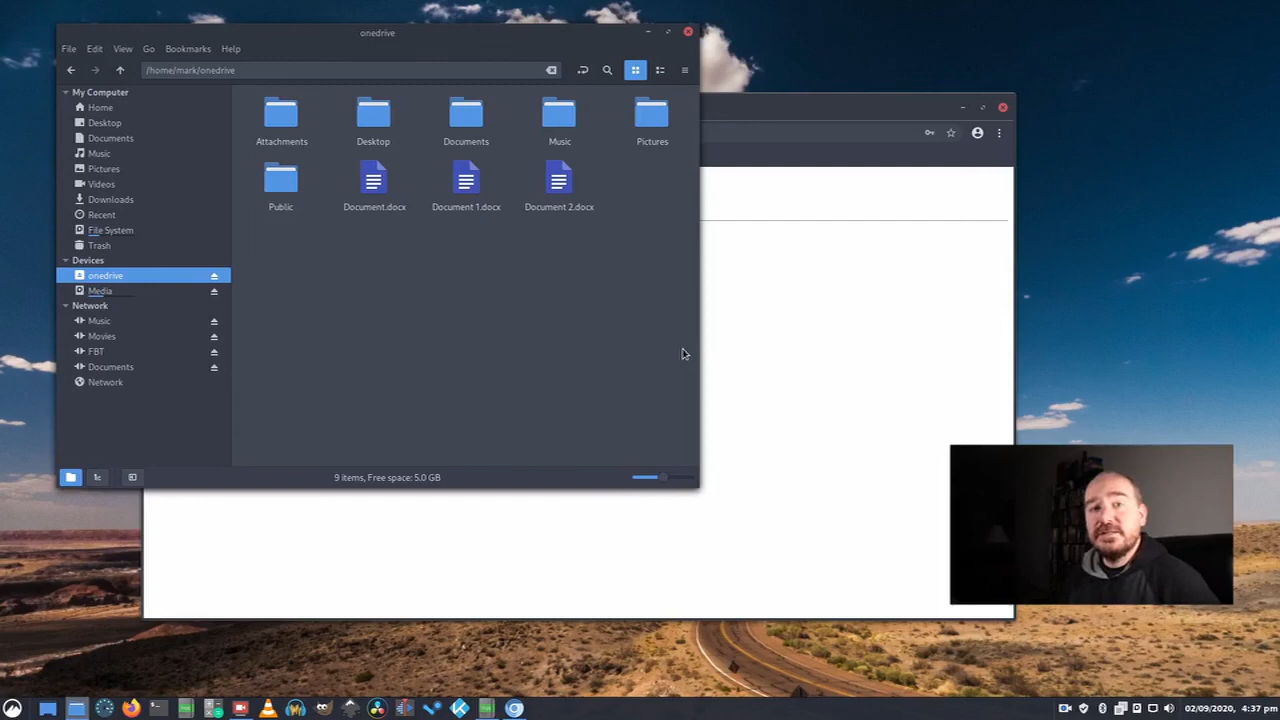 onedrive
File Edit View Go Bookmarks Help
/home/mark/onedrive
My Computer
Home
Desktop
Documents
Music
Pictures
Videos
Downloads
Recent
File System
Trash
Devices
onedrive
Media
Network
Music
Movies
FBT
Documents
Network
Attachments Desktop Documents Music Pictures
Public Document.docx Document 1.docx Document 2.docx
9 items, Free space: 5.0 GB
02/09/2020, 4:37 pm